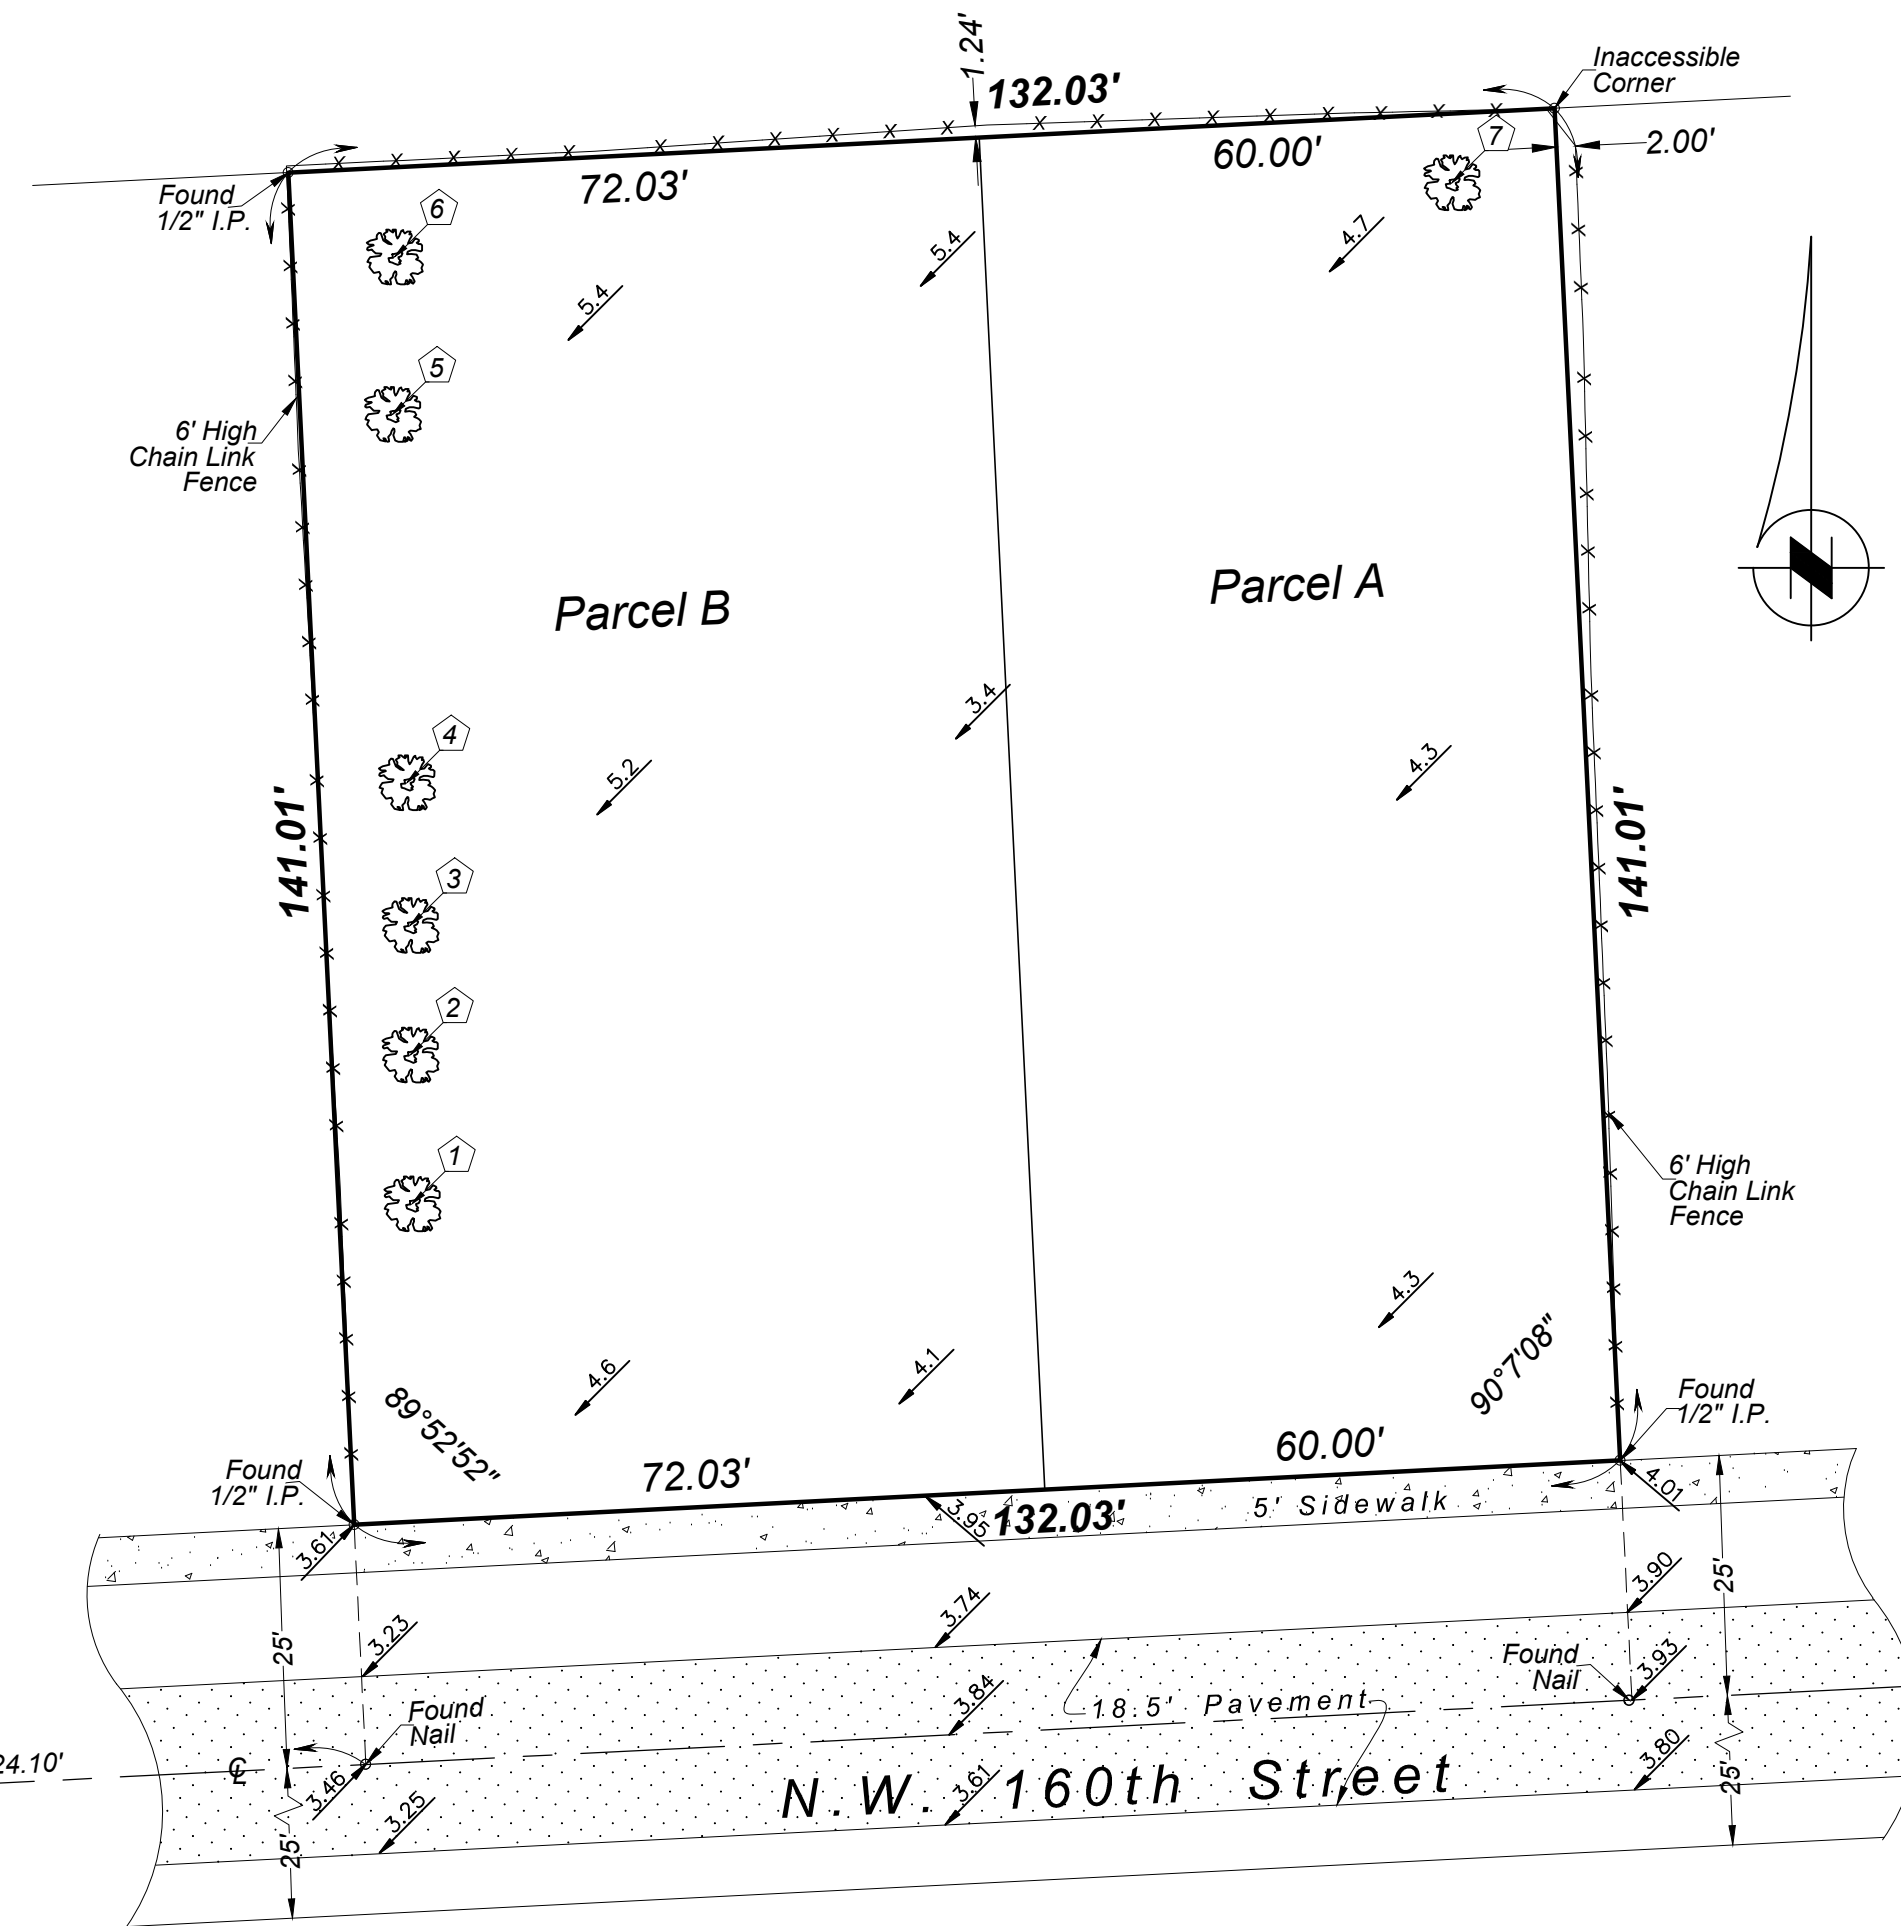 1.24'
132.03'
Inaccessible
Corner
7
2.00'
60.00'
72.03'
Found
1/2" I.P.
6
4.7
5.4
5.4
5
6' High
Chain Link
Fence
N
Parcel B
Parcel A
3.4
4
5.2
4.3
141.01'
141.01'
3
2
1
6' High
Chain Link
Fence
4.3
4.6
4.1
90°7'08"
89°52'52"
Found
1/2" I.P.
60.00'
72.03'
Found
1/2" I.P.
4.01
5' Sidewalk
3.95
132.03'
3.61
25'
3.90
3.74
3.23
25'
Found
Nail
3.93
18.5' Pavement
3.84
Found
Nail
24.10'
℄
3.46
3.25
3.61
N.W. 160th Street
3.80
25'
25'